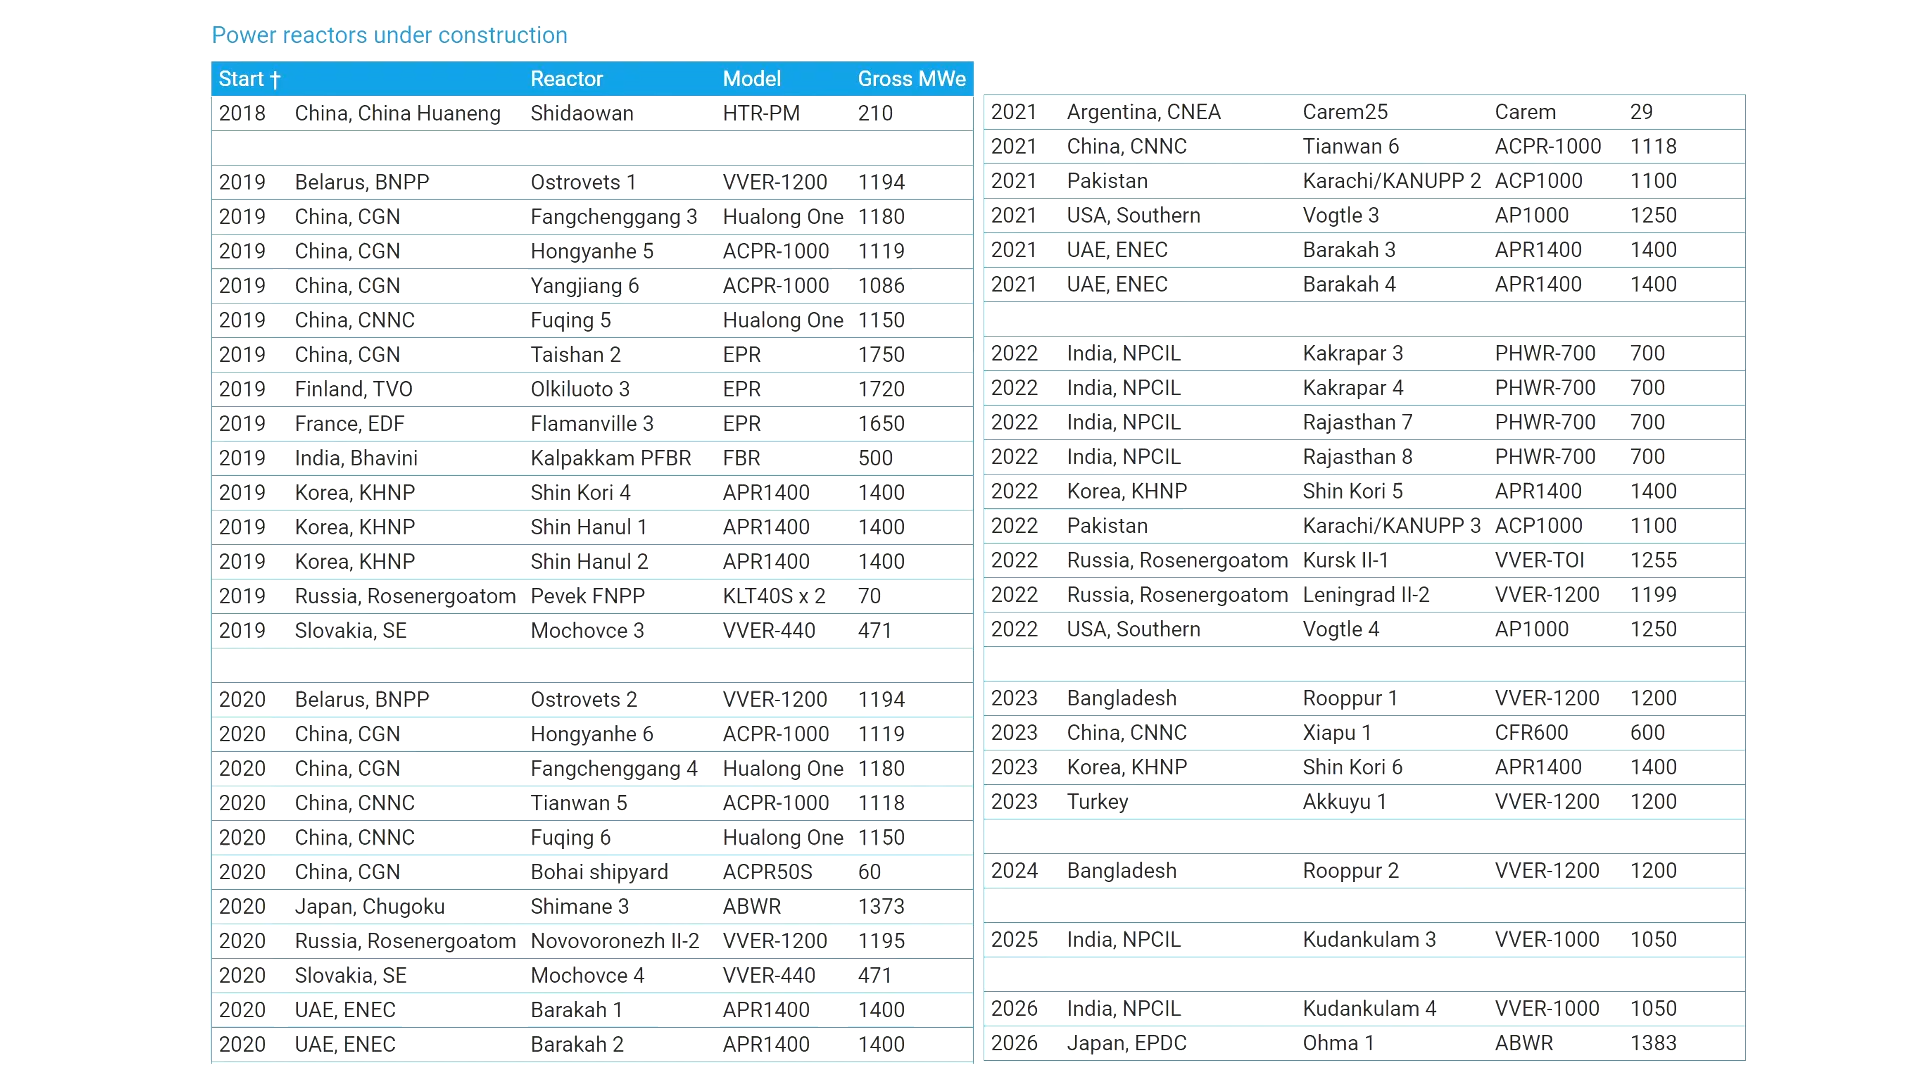 Power reactors under construction
Start † Reactor Model Gross MWe
2018 China, China Huaneng Shidaowan HTR-PM 210
2019 Belarus, BNPP Ostrovets 1 VVER-1200 1194
2019 China, CGN Fangchenggang 3 Hualong One 1180
2019 China, CGN Hongyanhe 5 ACPR-1000 1119
2019 China, CGN Yangjiang 6 ACPR-1000 1086
2019 China, CNNC Fuqing 5 Hualong One 1150
2019 China, CGN Taishan 2 EPR 1750
2019 Finland, TVO Olkiluoto 3 EPR 1720
2019 France, EDF Flamanville 3 EPR 1650
2019 India, Bhavini Kalpakkam PFBR FBR 500
2019 Korea, KHNP Shin Kori 4 APR1400 1400
2019 Korea, KHNP Shin Hanul 1 APR1400 1400
2019 Korea, KHNP Shin Hanul 2 APR1400 1400
2019 Russia, Rosenergoatom Pevek FNPP KLT40S x 2 70
2019 Slovakia, SE Mochovce 3 VVER-440 471
2020 Belarus, BNPP Ostrovets 2 VVER-1200 1194
2020 China, CGN Hongyanhe 6 ACPR-1000 1119
2020 China, CGN Fangchenggang 4 Hualong One 1180
2020 China, CNNC Tianwan 5 ACPR-1000 1118
2020 China, CNNC Fuqing 6 Hualong One 1150
2020 China, CGN Bohai shipyard ACPR50S 60
2020 Japan, Chugoku Shimane 3 ABWR 1373
2020 Russia, Rosenergoatom Novovoronezh II-2 VVER-1200 1195
2020 Slovakia, SE Mochovce 4 VVER-440 471
2020 UAE, ENEC Barakah 1 APR1400 1400
2020 UAE, ENEC Barakah 2 APR1400 1400
2021 Argentina, CNEA Carem25 Carem 29
2021 China, CNNC Tianwan 6 ACPR-1000 1118
2021 Pakistan Karachi/KANUPP 2 ACP1000 1100
2021 USA, Southern Vogtle 3 AP1000 1250
2021 UAE, ENEC Barakah 3 APR1400 1400
2021 UAE, ENEC Barakah 4 APR1400 1400
2022 India, NPCIL Kakrapar 3 PHWR-700 700
2022 India, NPCIL Kakrapar 4 PHWR-700 700
2022 India, NPCIL Rajasthan 7 PHWR-700 700
2022 India, NPCIL Rajasthan 8 PHWR-700 700
2022 Korea, KHNP Shin Kori 5 APR1400 1400
2022 Pakistan Karachi/KANUPP 3 ACP1000 1100
2022 Russia, Rosenergoatom Kursk II-1 VVER-TOI 1255
2022 Russia, Rosenergoatom Leningrad II-2 VVER-1200 1199
2022 USA, Southern Vogtle 4 AP1000 1250
2023 Bangladesh Rooppur 1 VVER-1200 1200
2023 China, CNNC Xiapu 1 CFR600 600
2023 Korea, KHNP Shin Kori 6 APR1400 1400
2023 Turkey Akkuyu 1 VVER-1200 1200
2024 Bangladesh Rooppur 2 VVER-1200 1200
2025 India, NPCIL Kudankulam 3 VVER-1000 1050
2026 India, NPCIL Kudankulam 4 VVER-1000 1050
2026 Japan, EPDC Ohma 1 ABWR 1383